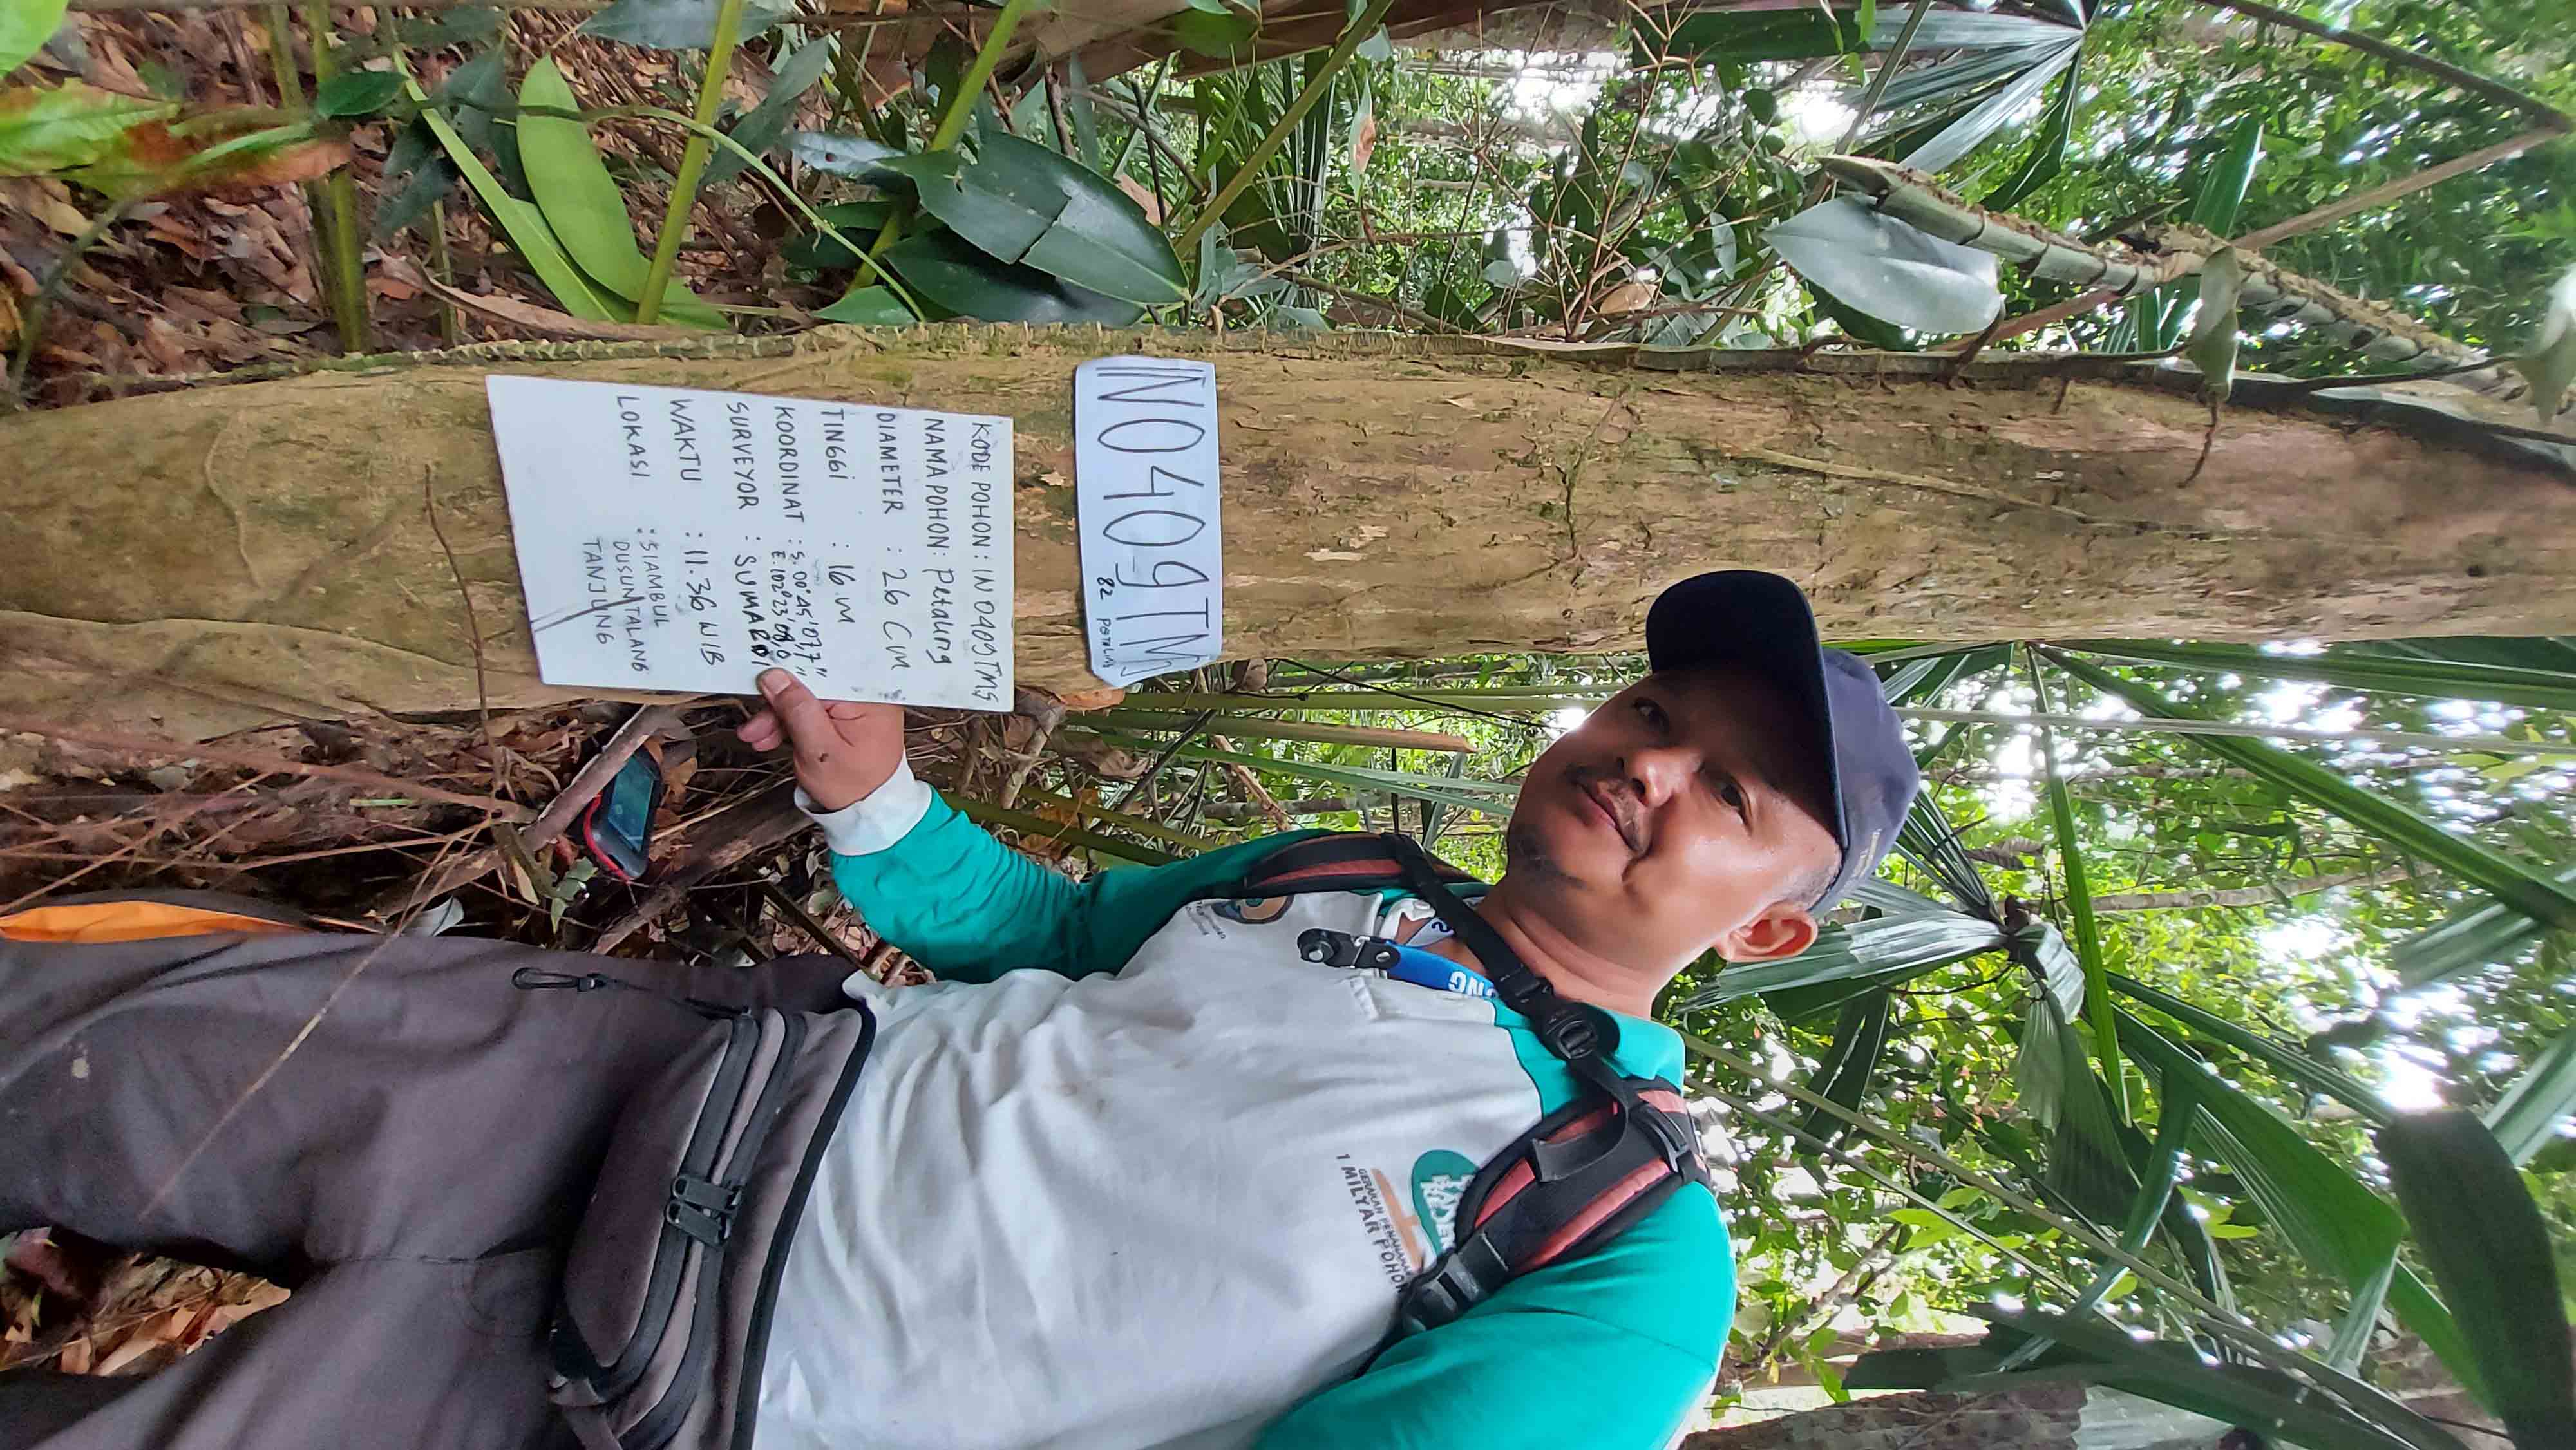 IN0409TMS
82 PETALING
KODE POHON : IN 0409TMS
NAMA POHON : Petaling
DIAMETER : 26 Cm
TINGGI : 16 m
KOORDINAT : S. 00°45'07,7"
E. 102°23'08,0"
SURVEYOR : SUMARDI
WAKTU : 11.36 WIB
LOKASI : SIAMBUL
DUSUN TALANG
TANJUNG
GERAKAN PENANAMAN
1 MILYAR POHON